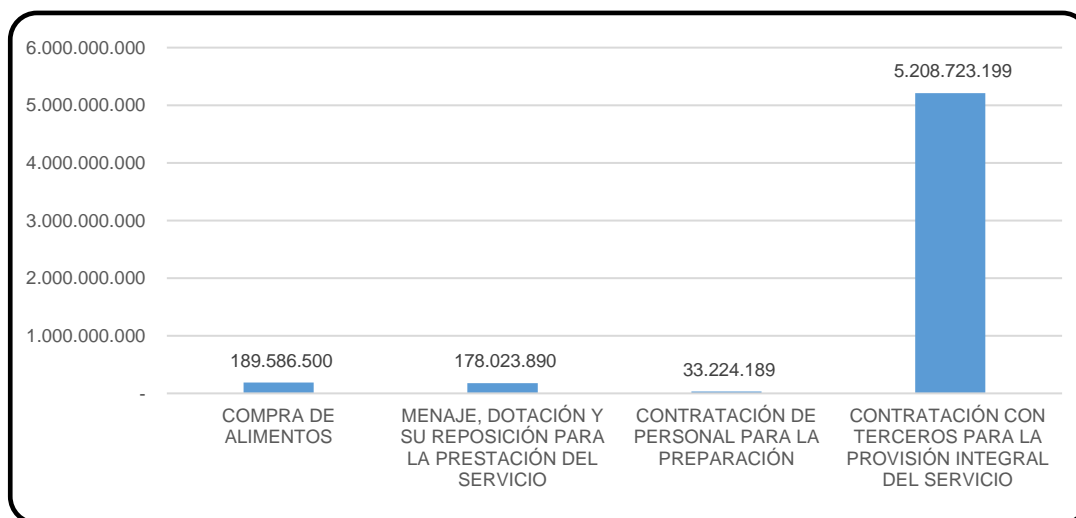 6.000.000.000
5.000.000.000
4.000.000.000
3.000.000.000
2.000.000.000
1.000.000.000
-
189.586.500
178.023.890
33.224.189
5.208.723.199
COMPRA DE
ALIMENTOS
MENAJE, DOTACIÓN Y
SU REPOSICIÓN PARA
LA PRESTACIÓN DEL
SERVICIO
CONTRATACIÓN DE
PERSONAL PARA LA
PREPARACIÓN
CONTRATACIÓN CON
TERCEROS PARA LA
PROVISIÓN INTEGRAL
DEL SERVICIO